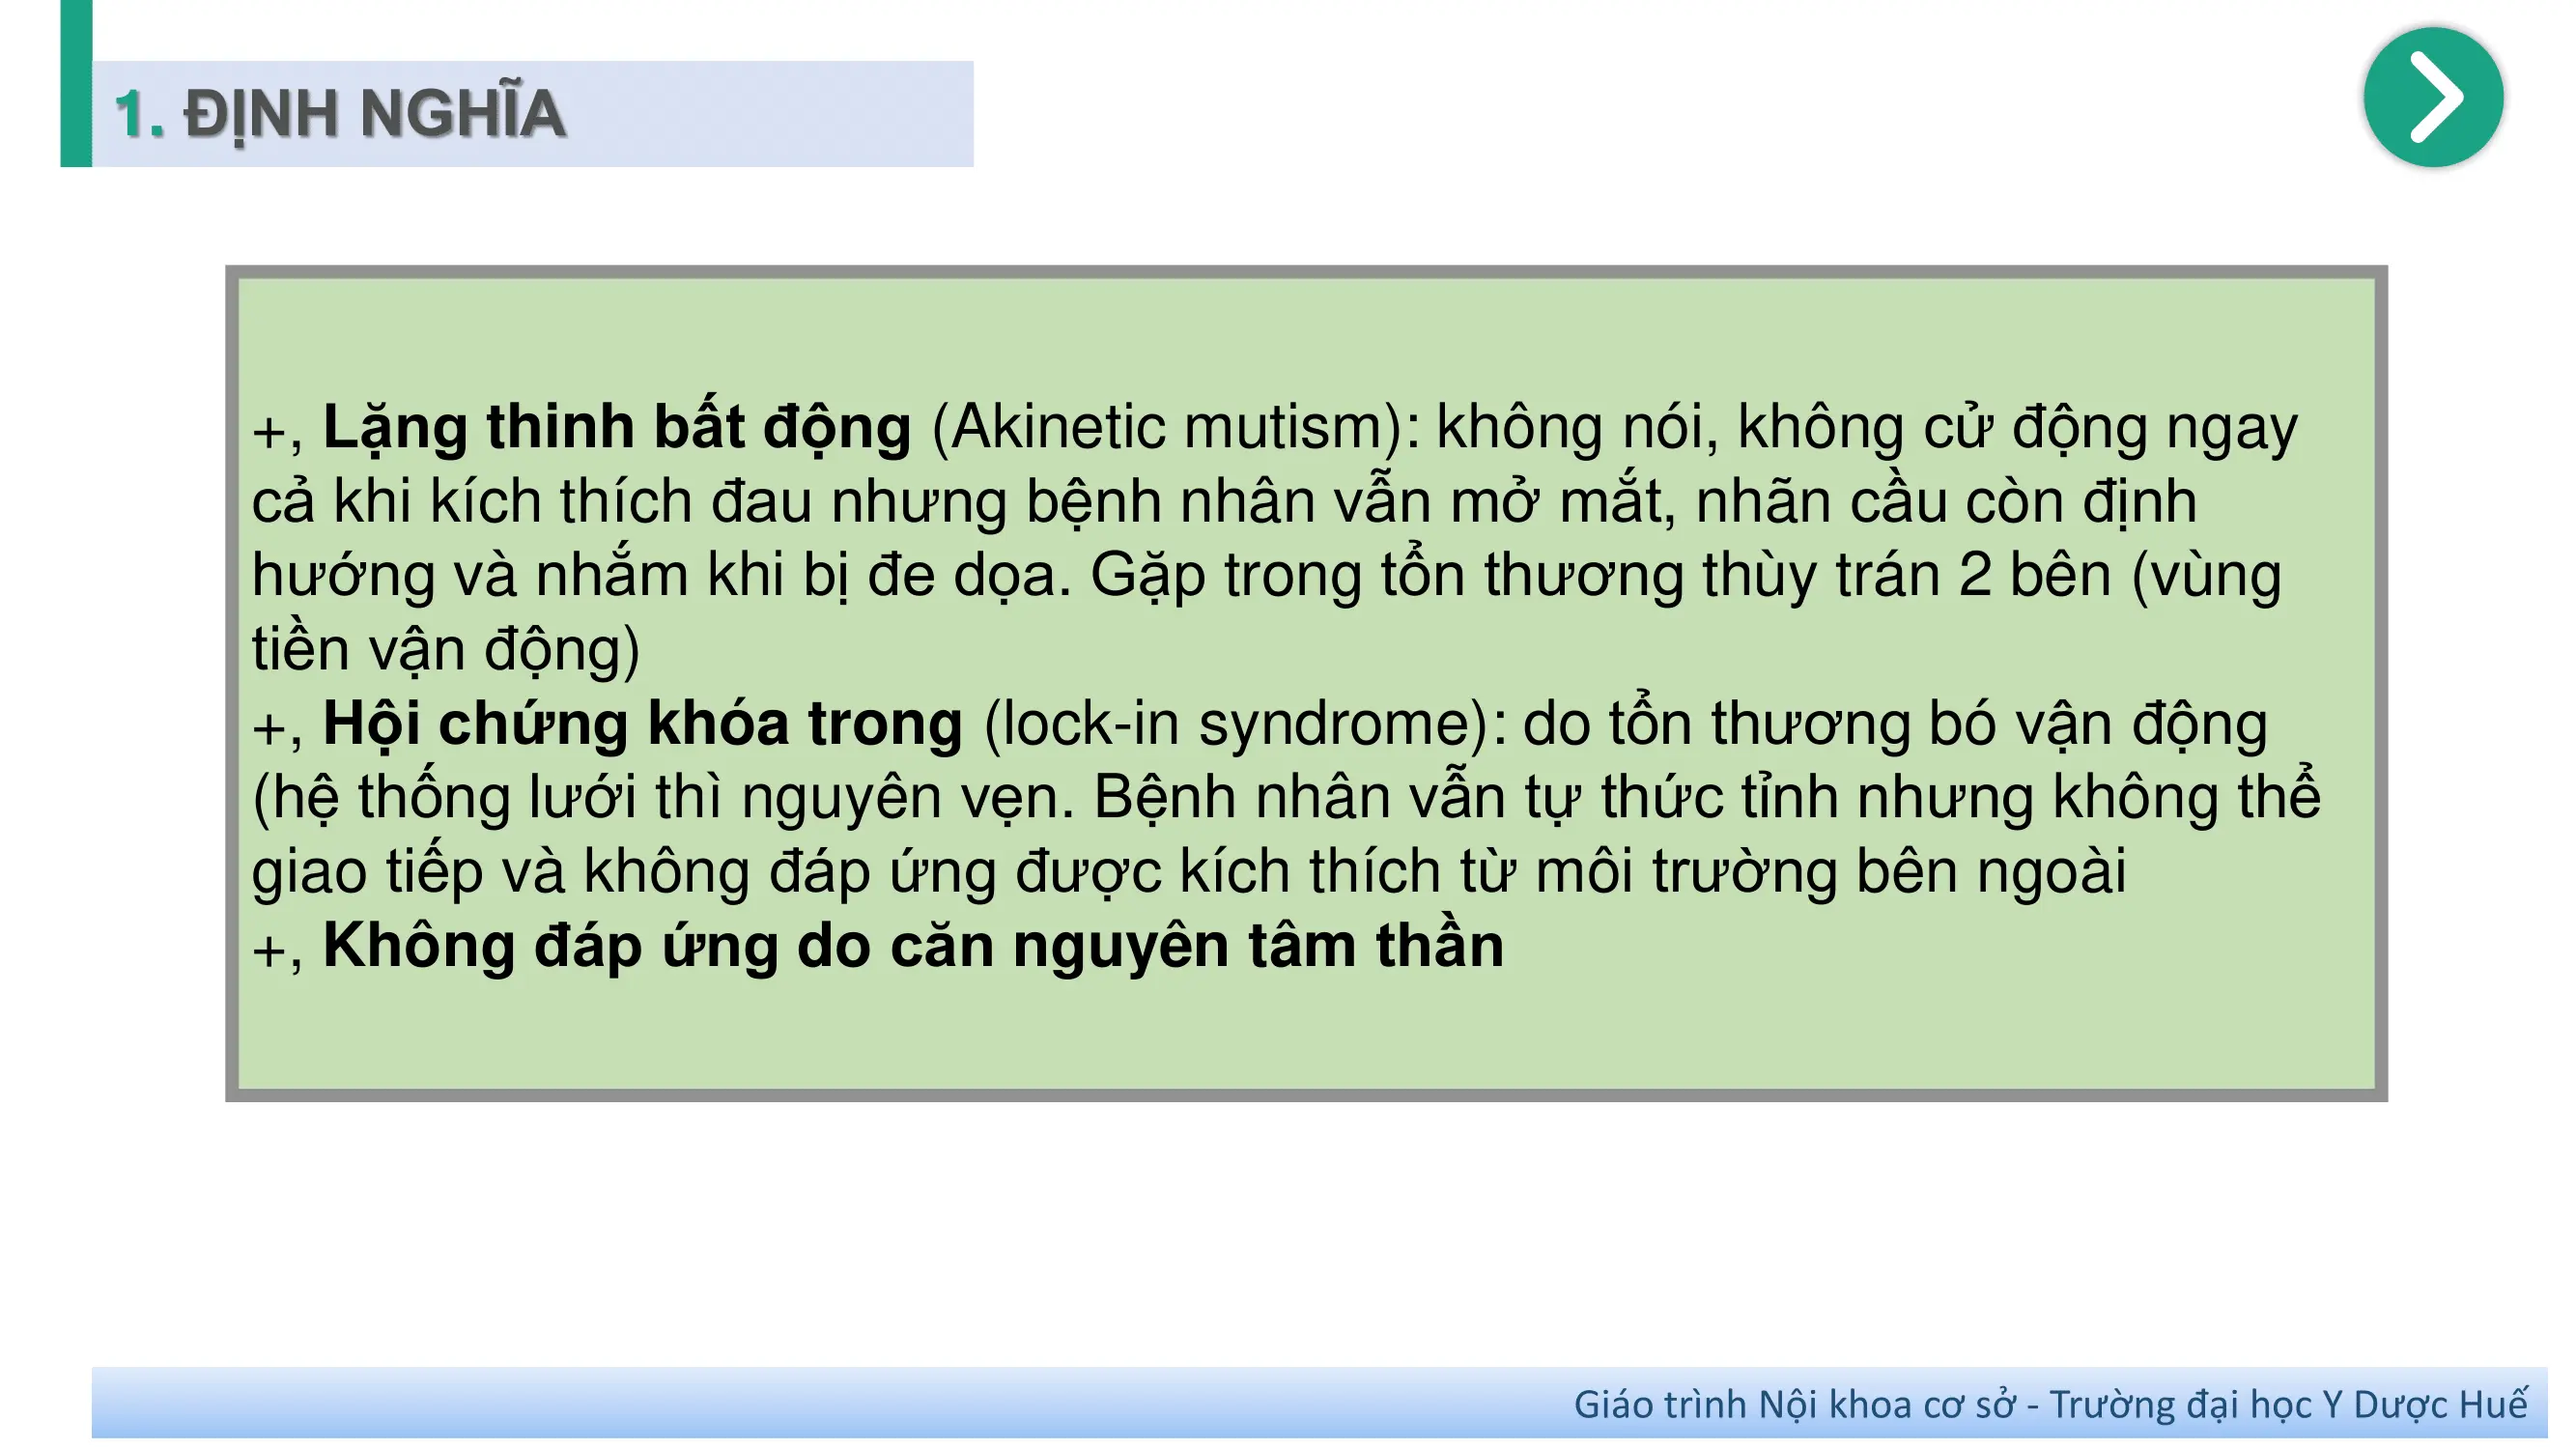 1. ĐỊNH NGHĨA
+, Lặng thinh bất động (Akinetic mutism): không nói, không cử động ngay
cả khi kích thích đau nhưng bệnh nhân vẫn mở mắt, nhãn cầu còn định
hướng và nhắm khi bị đe dọa. Gặp trong tổn thương thùy trán 2 bên (vùng
tiền vận động)
+, Hội chứng khóa trong (lock-in syndrome): do tổn thương bó vận động
(hệ thống lưới thì nguyên vẹn. Bệnh nhân vẫn tự thức tỉnh nhưng không thể
giao tiếp và không đáp ứng được kích thích từ môi trường bên ngoài
+, Không đáp ứng do căn nguyên tâm thần
Giáo trình Nội khoa cơ sở - Trường đại học Y Dược Huế